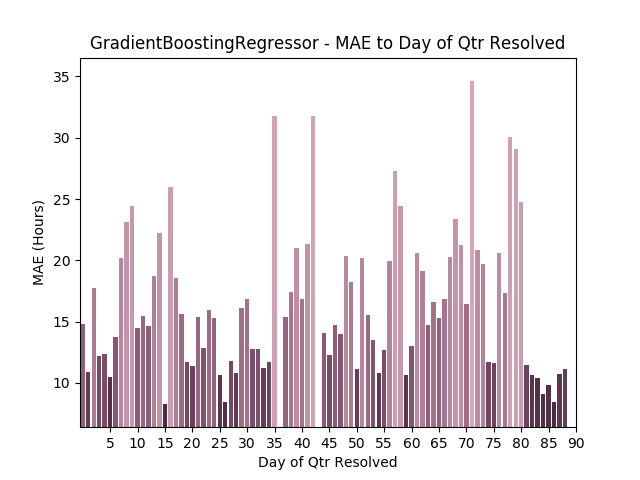 GradientBoostingRegressor - MAE to Day of Qtr Resolved
MAE (Hours)
35
30
25
20
15
10
5 10 15 20 25 30 35 40 45 50 55 60 65 70 75 80 85 90
Day of Qtr Resolved